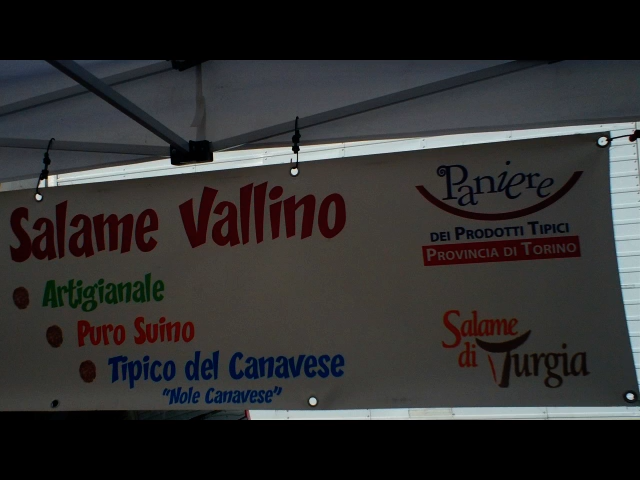 Salame Vallino
Artigianale
Puro Suino
Tipico del Canavese
"Nole Canavese"
Paniere
DEI PRODOTTI TIPICI
PROVINCIA DI TORINO
Salame
di Turgia